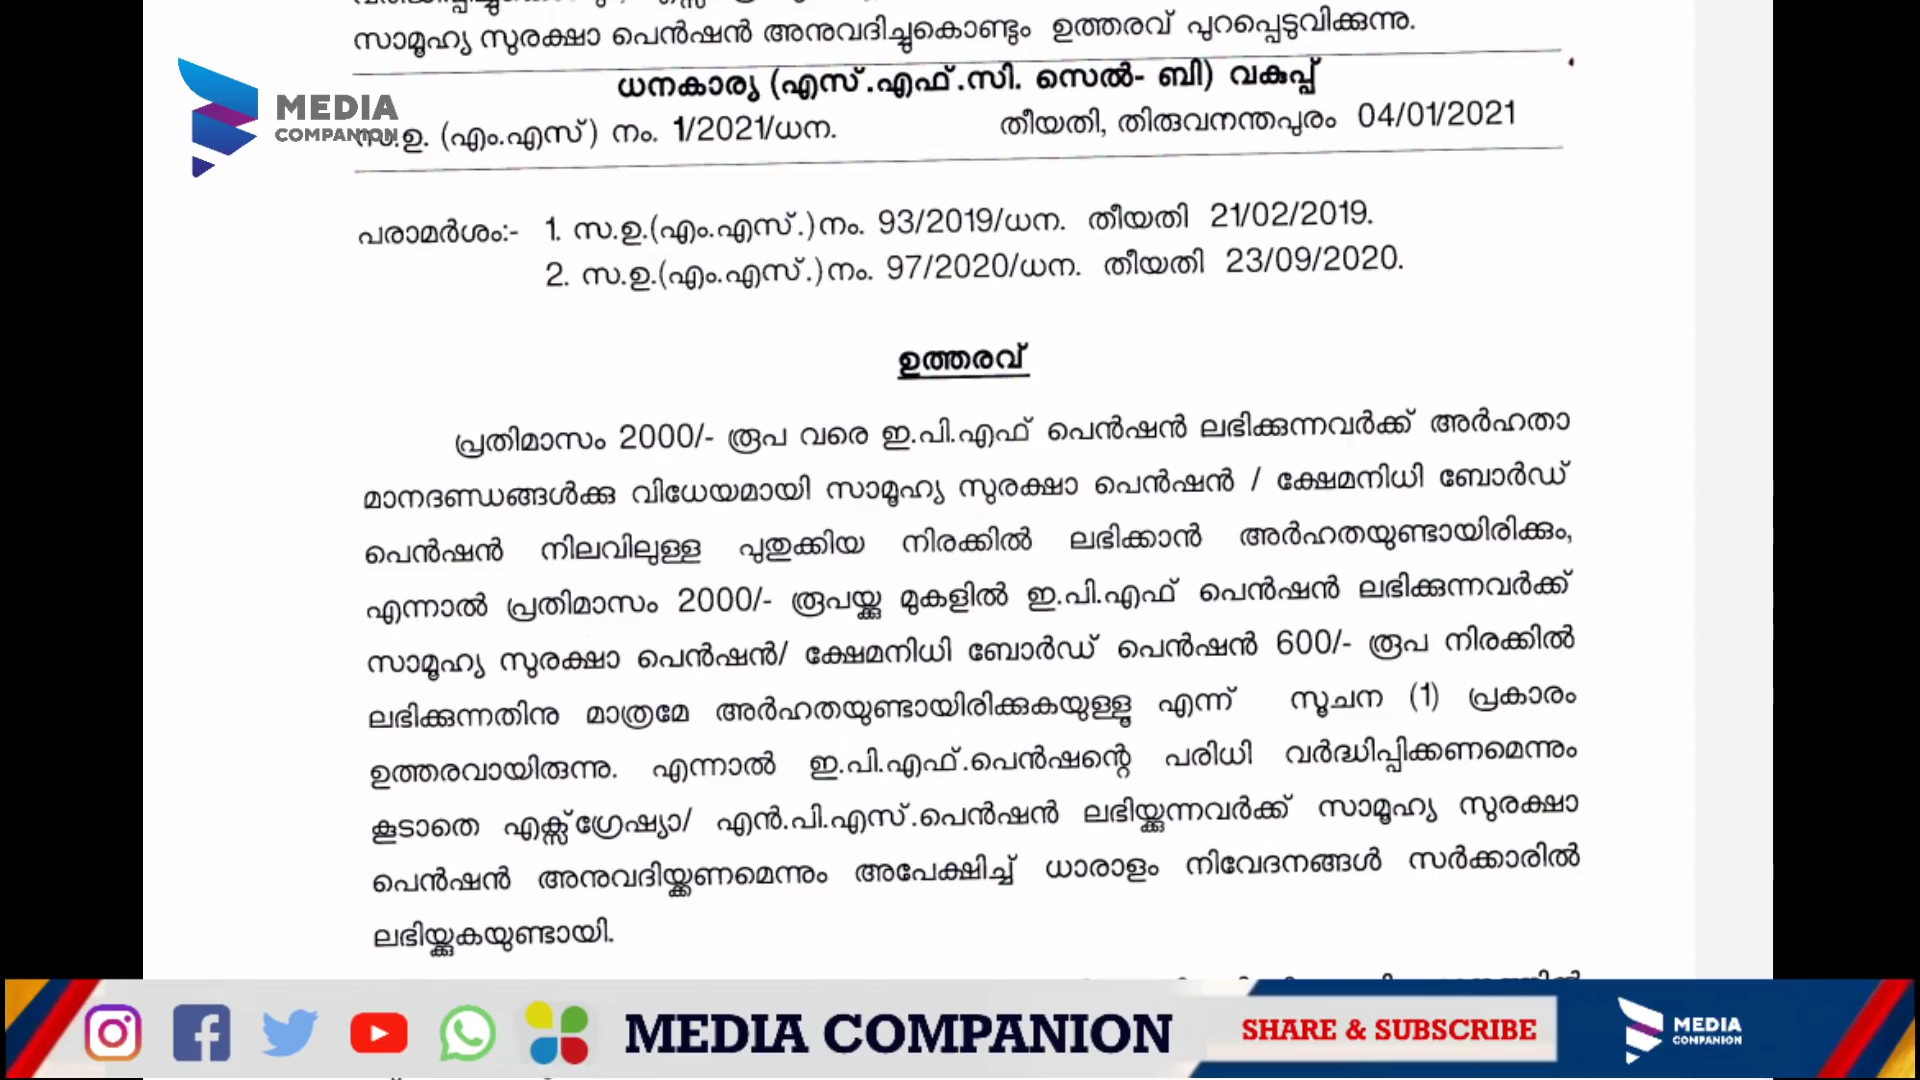 സാമൂഹ്യ സുരക്ഷാ പെൻഷൻ അനുവദിച്ചുകൊണ്ടും ഉത്തരവ് പുറപ്പെടുവിക്കുന്നു.
ധനകാര്യ (എസ്.എഫ്.സി. സെൽ- ബി) വകുപ്പ്
MEDIA
COMPANION
സ.ഉ. (എം.എസ്) നം. 1/2021/ധന. തീയതി, തിരുവനന്തപുരം 04/01/2021
പരാമർശം:- 1. സ.ഉ.(എം.എസ്.)നം. 93/2019/ധന. തീയതി 21/02/2019.
2. സ.ഉ.(എം.എസ്.)നം. 97/2020/ധന. തീയതി 23/09/2020.
ഉത്തരവ്
പ്രതിമാസം 2000/- രൂപ വരെ ഇ.പി.എഫ് പെൻഷൻ ലഭിക്കുന്നവർക്ക് അർഹതാ
മാനദണ്ഡങ്ങൾക്കു വിധേയമായി സാമൂഹ്യ സുരക്ഷാ പെൻഷൻ / ക്ഷേമനിധി ബോർഡ്
പെൻഷൻ നിലവിലുള്ള പുതുക്കിയ നിരക്കിൽ ലഭിക്കാൻ അർഹതയുണ്ടായിരിക്കും,
എന്നാൽ പ്രതിമാസം 2000/- രൂപയ്ക്കു മുകളിൽ ഇ.പി.എഫ് പെൻഷൻ ലഭിക്കുന്നവർക്ക്
സാമൂഹ്യ സുരക്ഷാ പെൻഷൻ/ ക്ഷേമനിധി ബോർഡ് പെൻഷൻ 600/- രൂപ നിരക്കിൽ
ലഭിക്കുന്നതിനു മാത്രമേ അർഹതയുണ്ടായിരിക്കുകയുള്ളൂ എന്ന് സൂചന (1) പ്രകാരം
ഉത്തരവായിരുന്നു. എന്നാൽ ഇ.പി.എഫ്.പെൻഷന്റെ പരിധി വർദ്ധിപ്പിക്കണമെന്നും
കൂടാതെ എക്സ്ഗ്രേഷ്യാ/ എൻ.പി.എസ്.പെൻഷൻ ലഭിയ്ക്കുന്നവർക്ക് സാമൂഹ്യ സുരക്ഷാ
പെൻഷൻ അനുവദിയ്ക്കണമെന്നും അപേക്ഷിച്ച് ധാരാളം നിവേദനങ്ങൾ സർക്കാരിൽ
ലഭിയ്ക്കുകയുണ്ടായി.
MEDIA COMPANION
SHARE & SUBSCRIBE
MEDIA
COMPANION